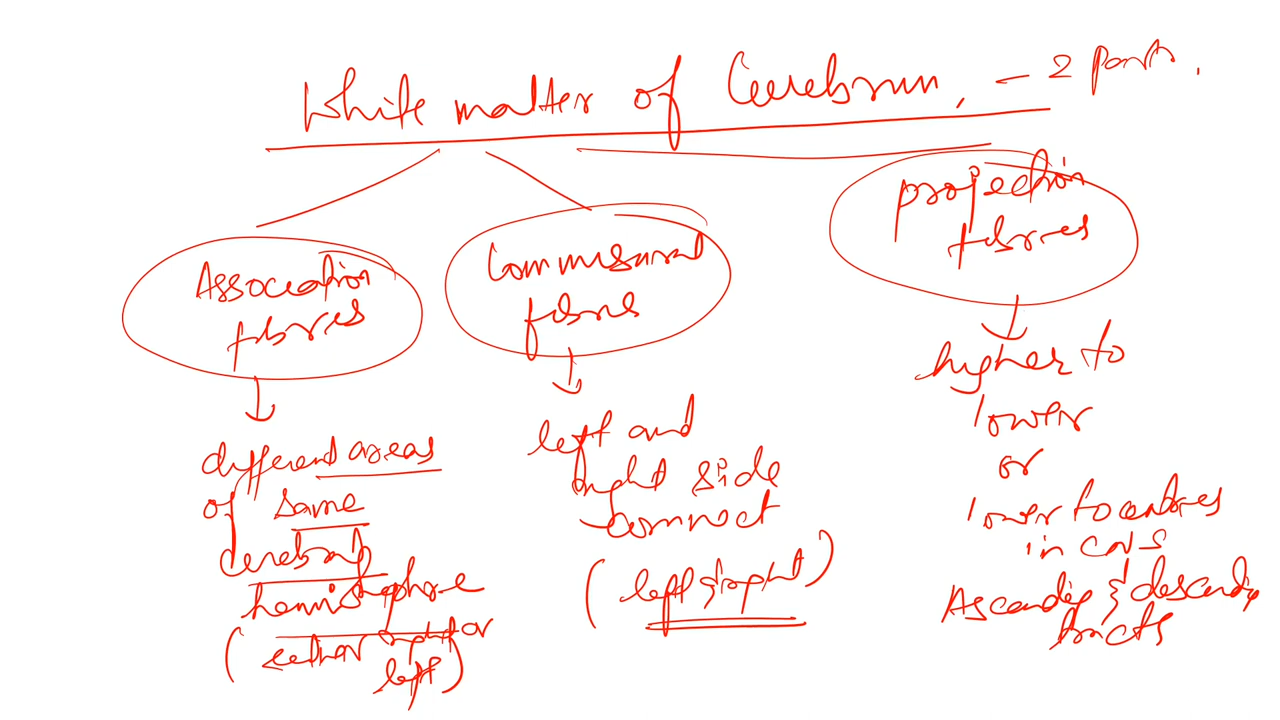 White matter of Cerebrum, - 2 parts.
Association
fibres
different areas
of same
cerebral
hemisphere
(either right or
left)
Commisural
fibres
left and
right side
connect
(left & right)
projection
fibres
higher to
lower
or
lower to centres
in CNS
Ascending & descending
tracts